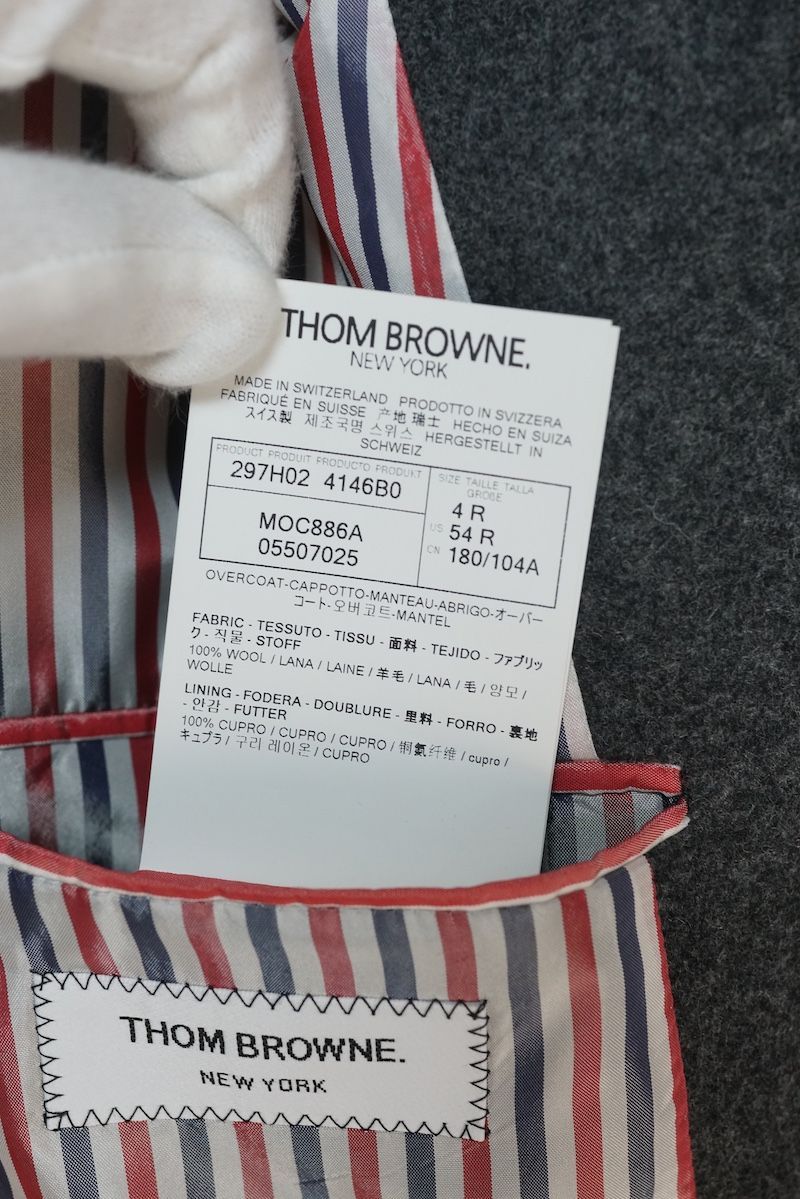 THOM BROWNE.
NEW YORK
MADE IN SWITZERLAND PRODOTTO IN SVIZZERA
FABRIQUÉ EN SUISSE 产地 瑞士 HECHO EN SUIZA
スイス製 제조국명 스위스 HERGESTELLT IN
SCHWEIZ
PRODUCT PRODUIT PRODUCTO PRODUKT
297H02 4146B0
MOC886A
05507025
SIZE TAILLE TALLA
GRÖßE
4 R
US 54 R
CN 180/104A
OVERCOAT-CAPPOTTO-MANTEAU-ABRIGO-オーバー
コート-오버코트-MANTEL
FABRIC - TESSUTO - TISSU - 面料 - TEJIDO - ファブリッ
ク - 직물 - STOFF
100% WOOL / LANA / LAINE / 羊毛 / LANA / 毛 / 양모 /
WOLLE
LINING - FODERA - DOUBLURE - 里料 - FORRO - 裏地
- 안감 - FUTTER
100% CUPRO / CUPRO / CUPRO / 铜氨纤维 / cupro /
キュプラ / 구리 레이온 / CUPRO
THOM BROWNE.
NEW YORK